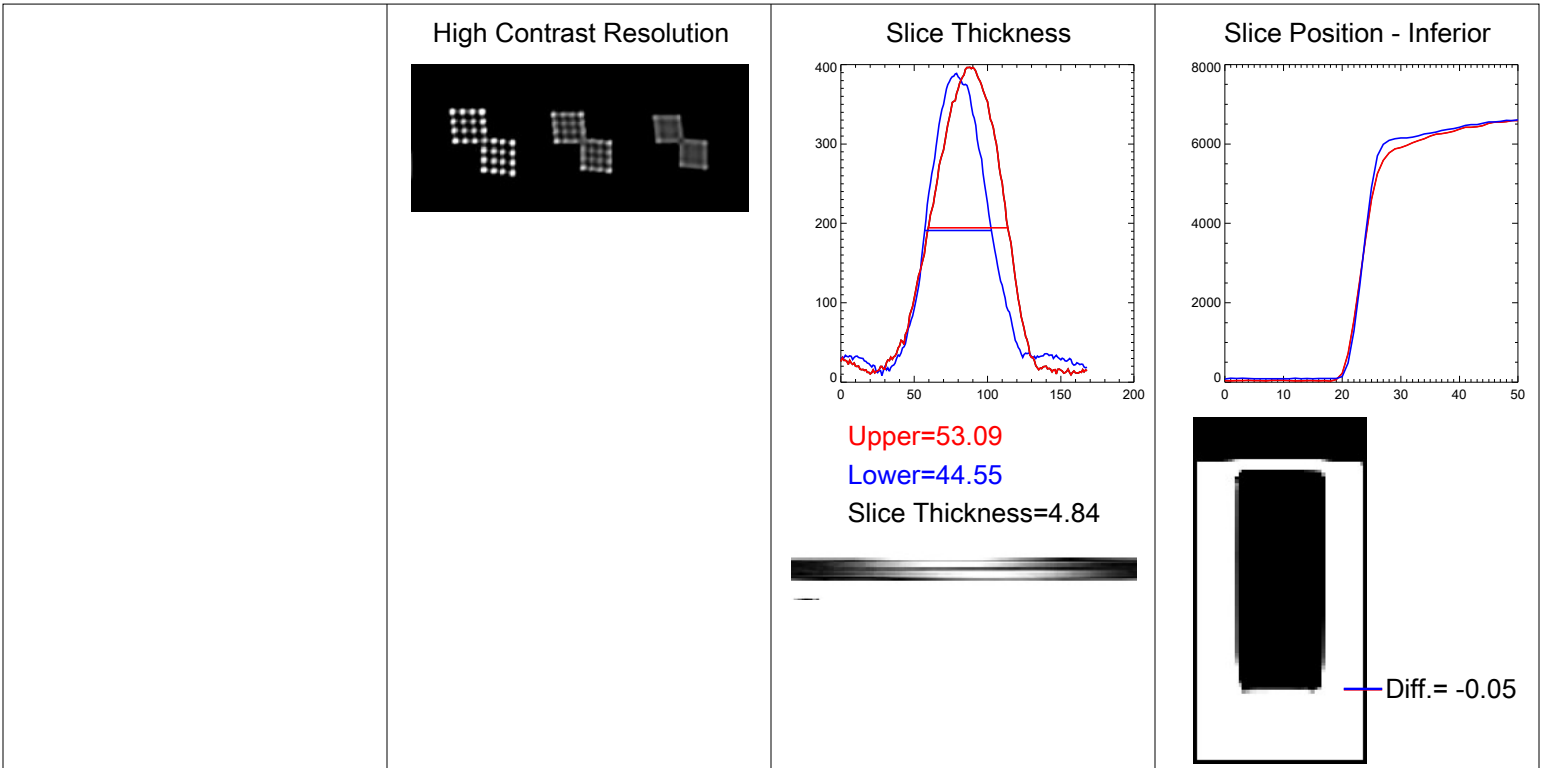 High Contrast Resolution
Slice Thickness
400
300
200
100
0
0 50 100 150 200
Upper=53.09
Lower=44.55
Slice Thickness=4.84
Slice Position - Inferior
8000
6000
4000
2000
0
0 10 20 30 40 50
Diff.= -0.05